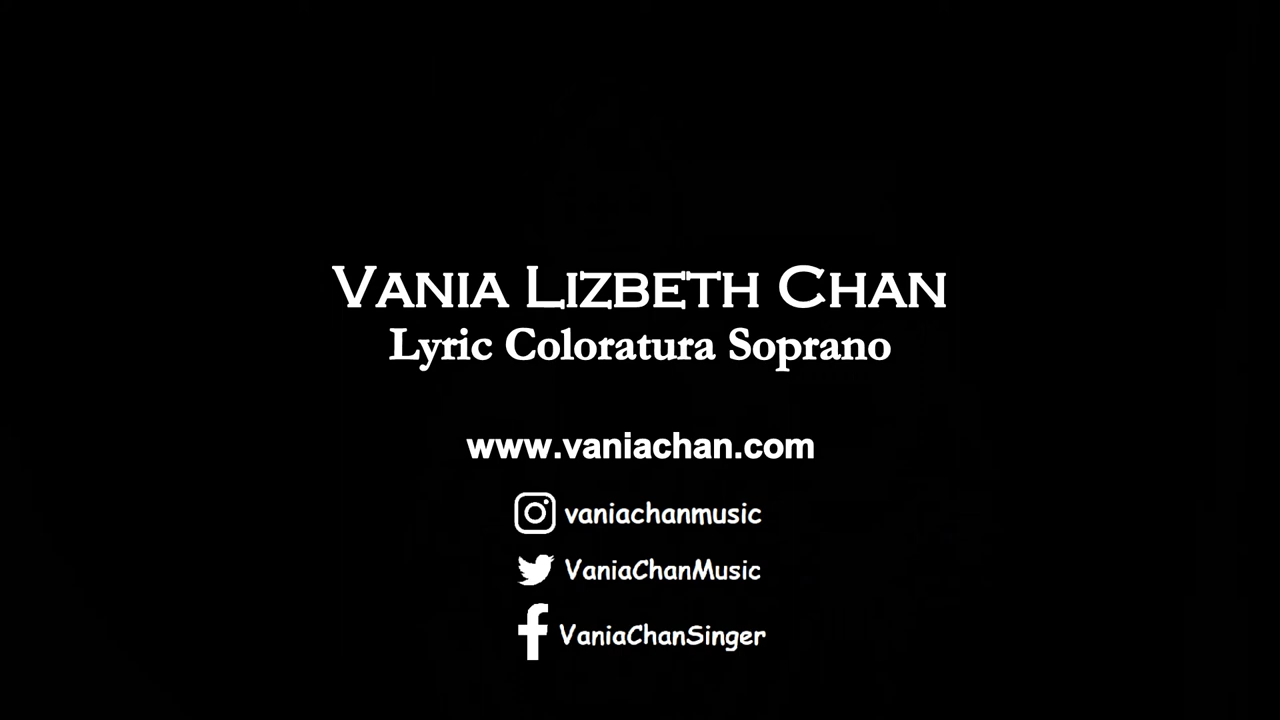 Vania Lizbeth Chan
Lyric Coloratura Soprano
www.vaniachan.com
vaniachanmusic
VaniaChanMusic
VaniaChanSinger